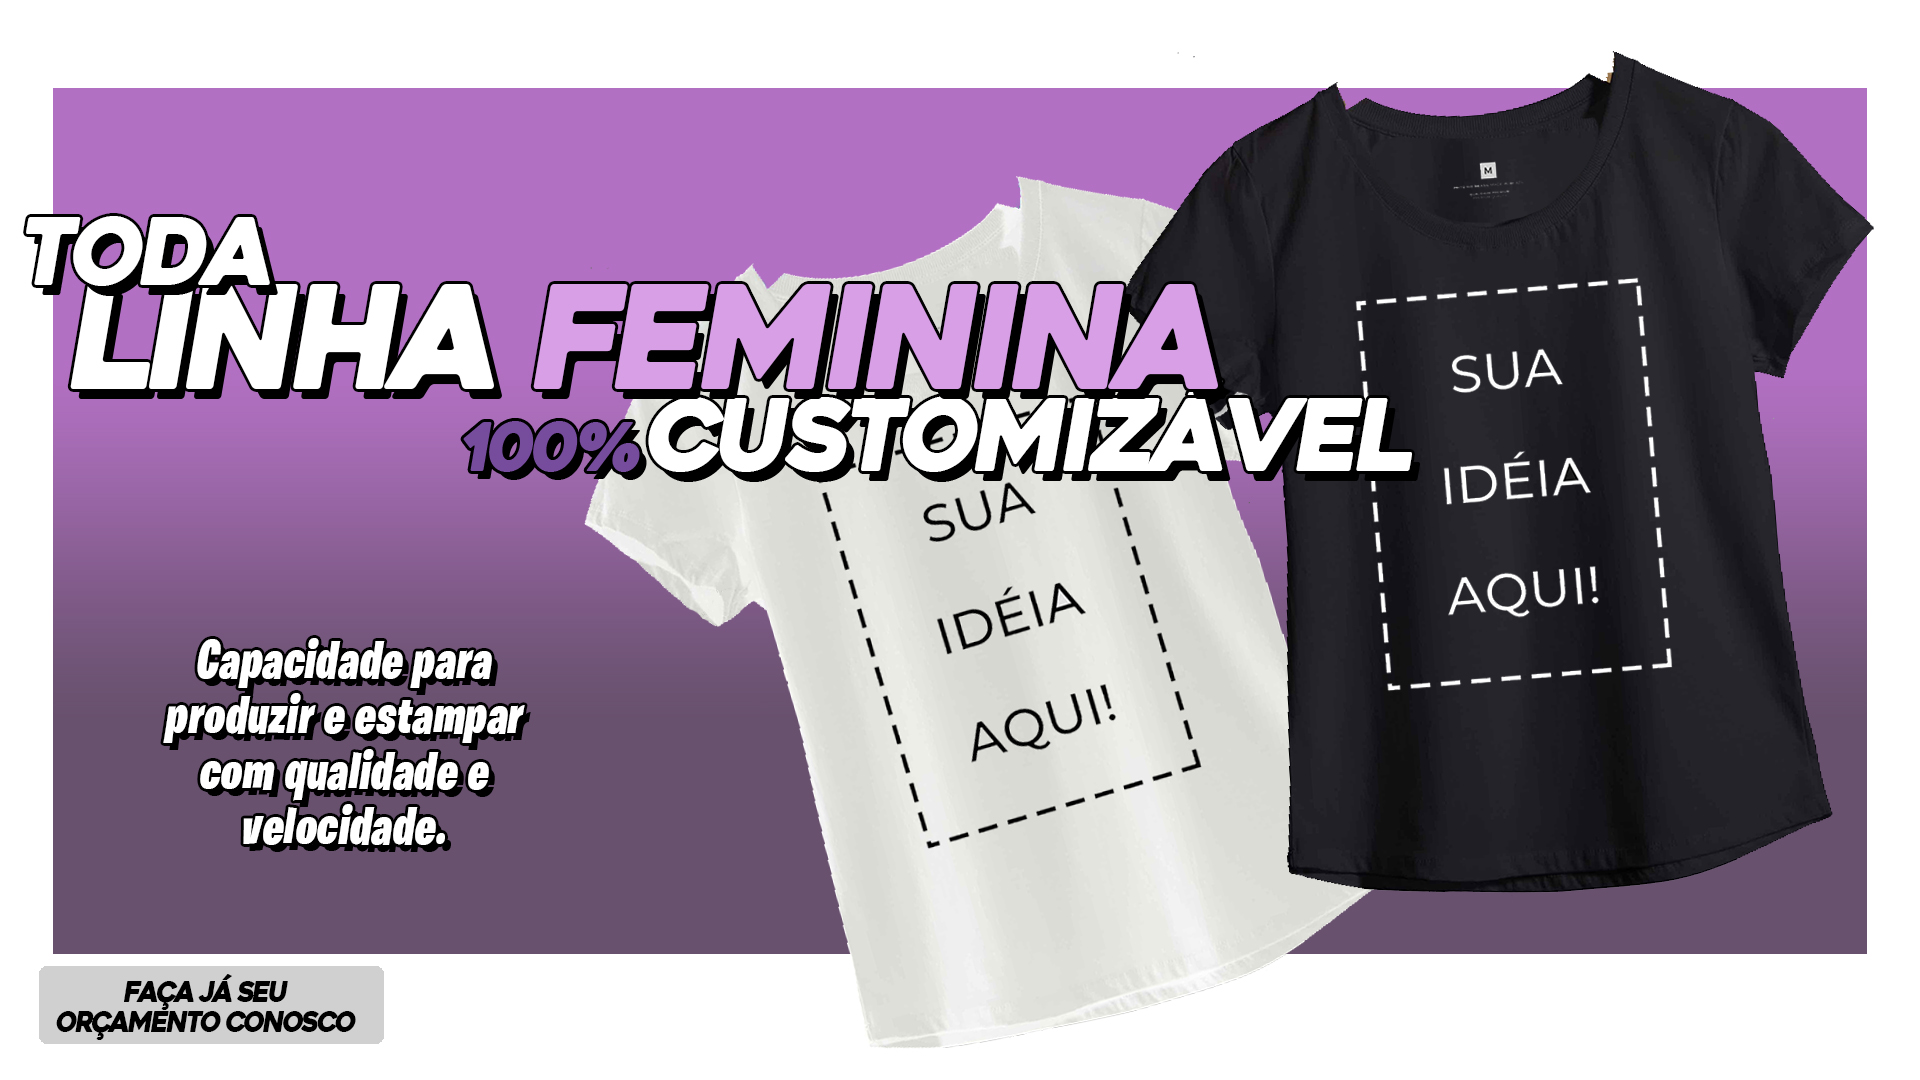 TODA
LINHA FEMININA
100% CUSTOMIZAVEL
Capacidade para
produzir e estampar
com qualidade e
velocidade.
SUA
IDÉIA
AQUI!
M
SUA
IDÉIA
AQUI!
FAÇA JÁ SEU
ORÇAMENTO CONOSCO